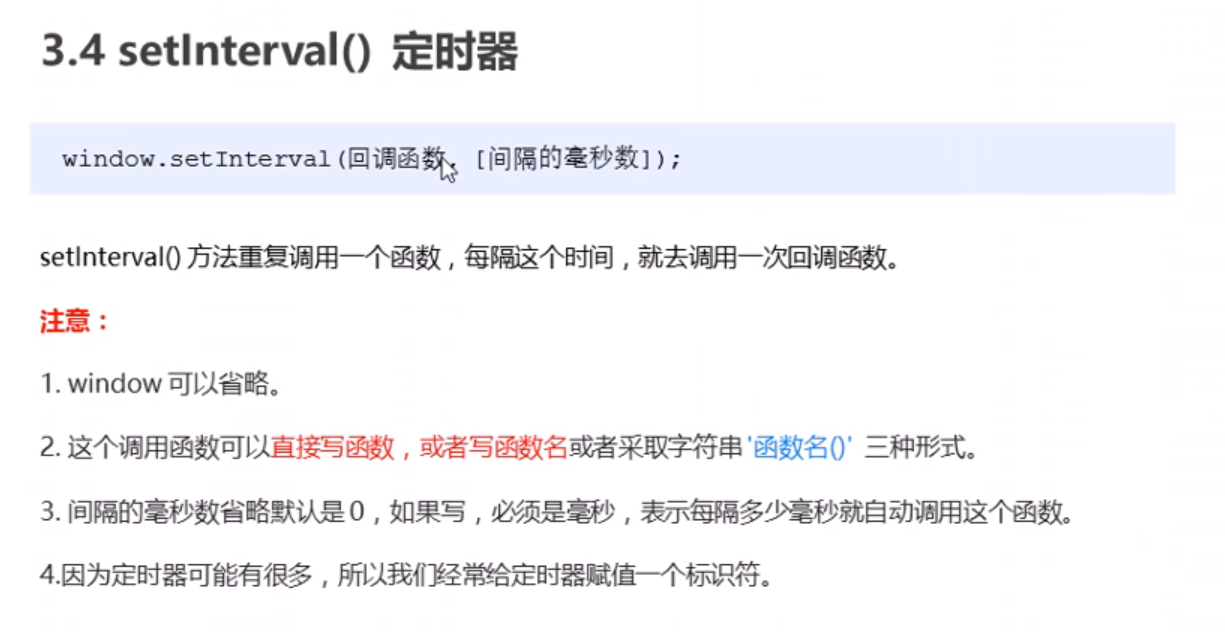 3.4 setInterval() 定时器
window.setInterval(回调函数, [间隔的毫秒数]);
setInterval() 方法重复调用一个函数，每隔这个时间，就去调用一次回调函数。
注意：
1. window 可以省略。
2. 这个调用函数可以直接写函数，或者写函数名或者采取字符串 '函数名()' 三种形式。
3. 间隔的毫秒数省略默认是 0，如果写，必须是毫秒，表示每隔多少毫秒就自动调用这个函数。
4.因为定时器可能有很多，所以我们经常给定时器赋值一个标识符。